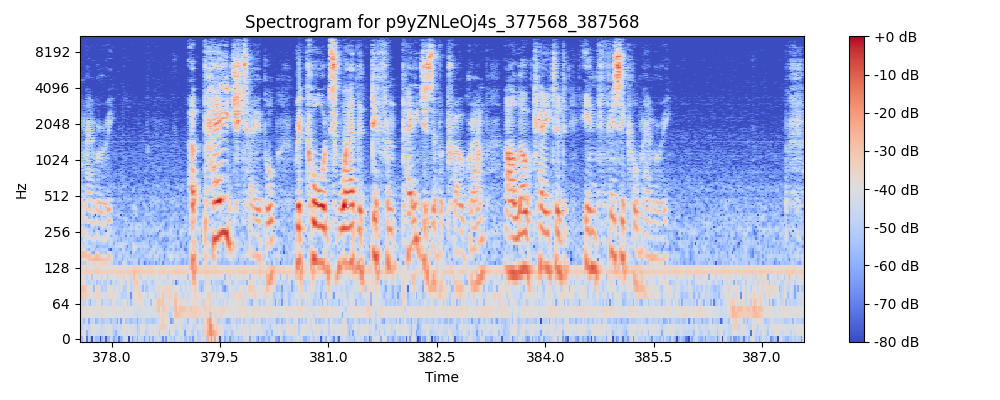 Spectrogram for p9yZNLeOj4s_377568_387568
8192
4096
2048
1024
512
256
128
64
0
Hz
378.0 379.5 381.0 382.5 384.0 385.5 387.0
Time
+0 dB
-10 dB
-20 dB
-30 dB
-40 dB
-50 dB
-60 dB
-70 dB
-80 dB